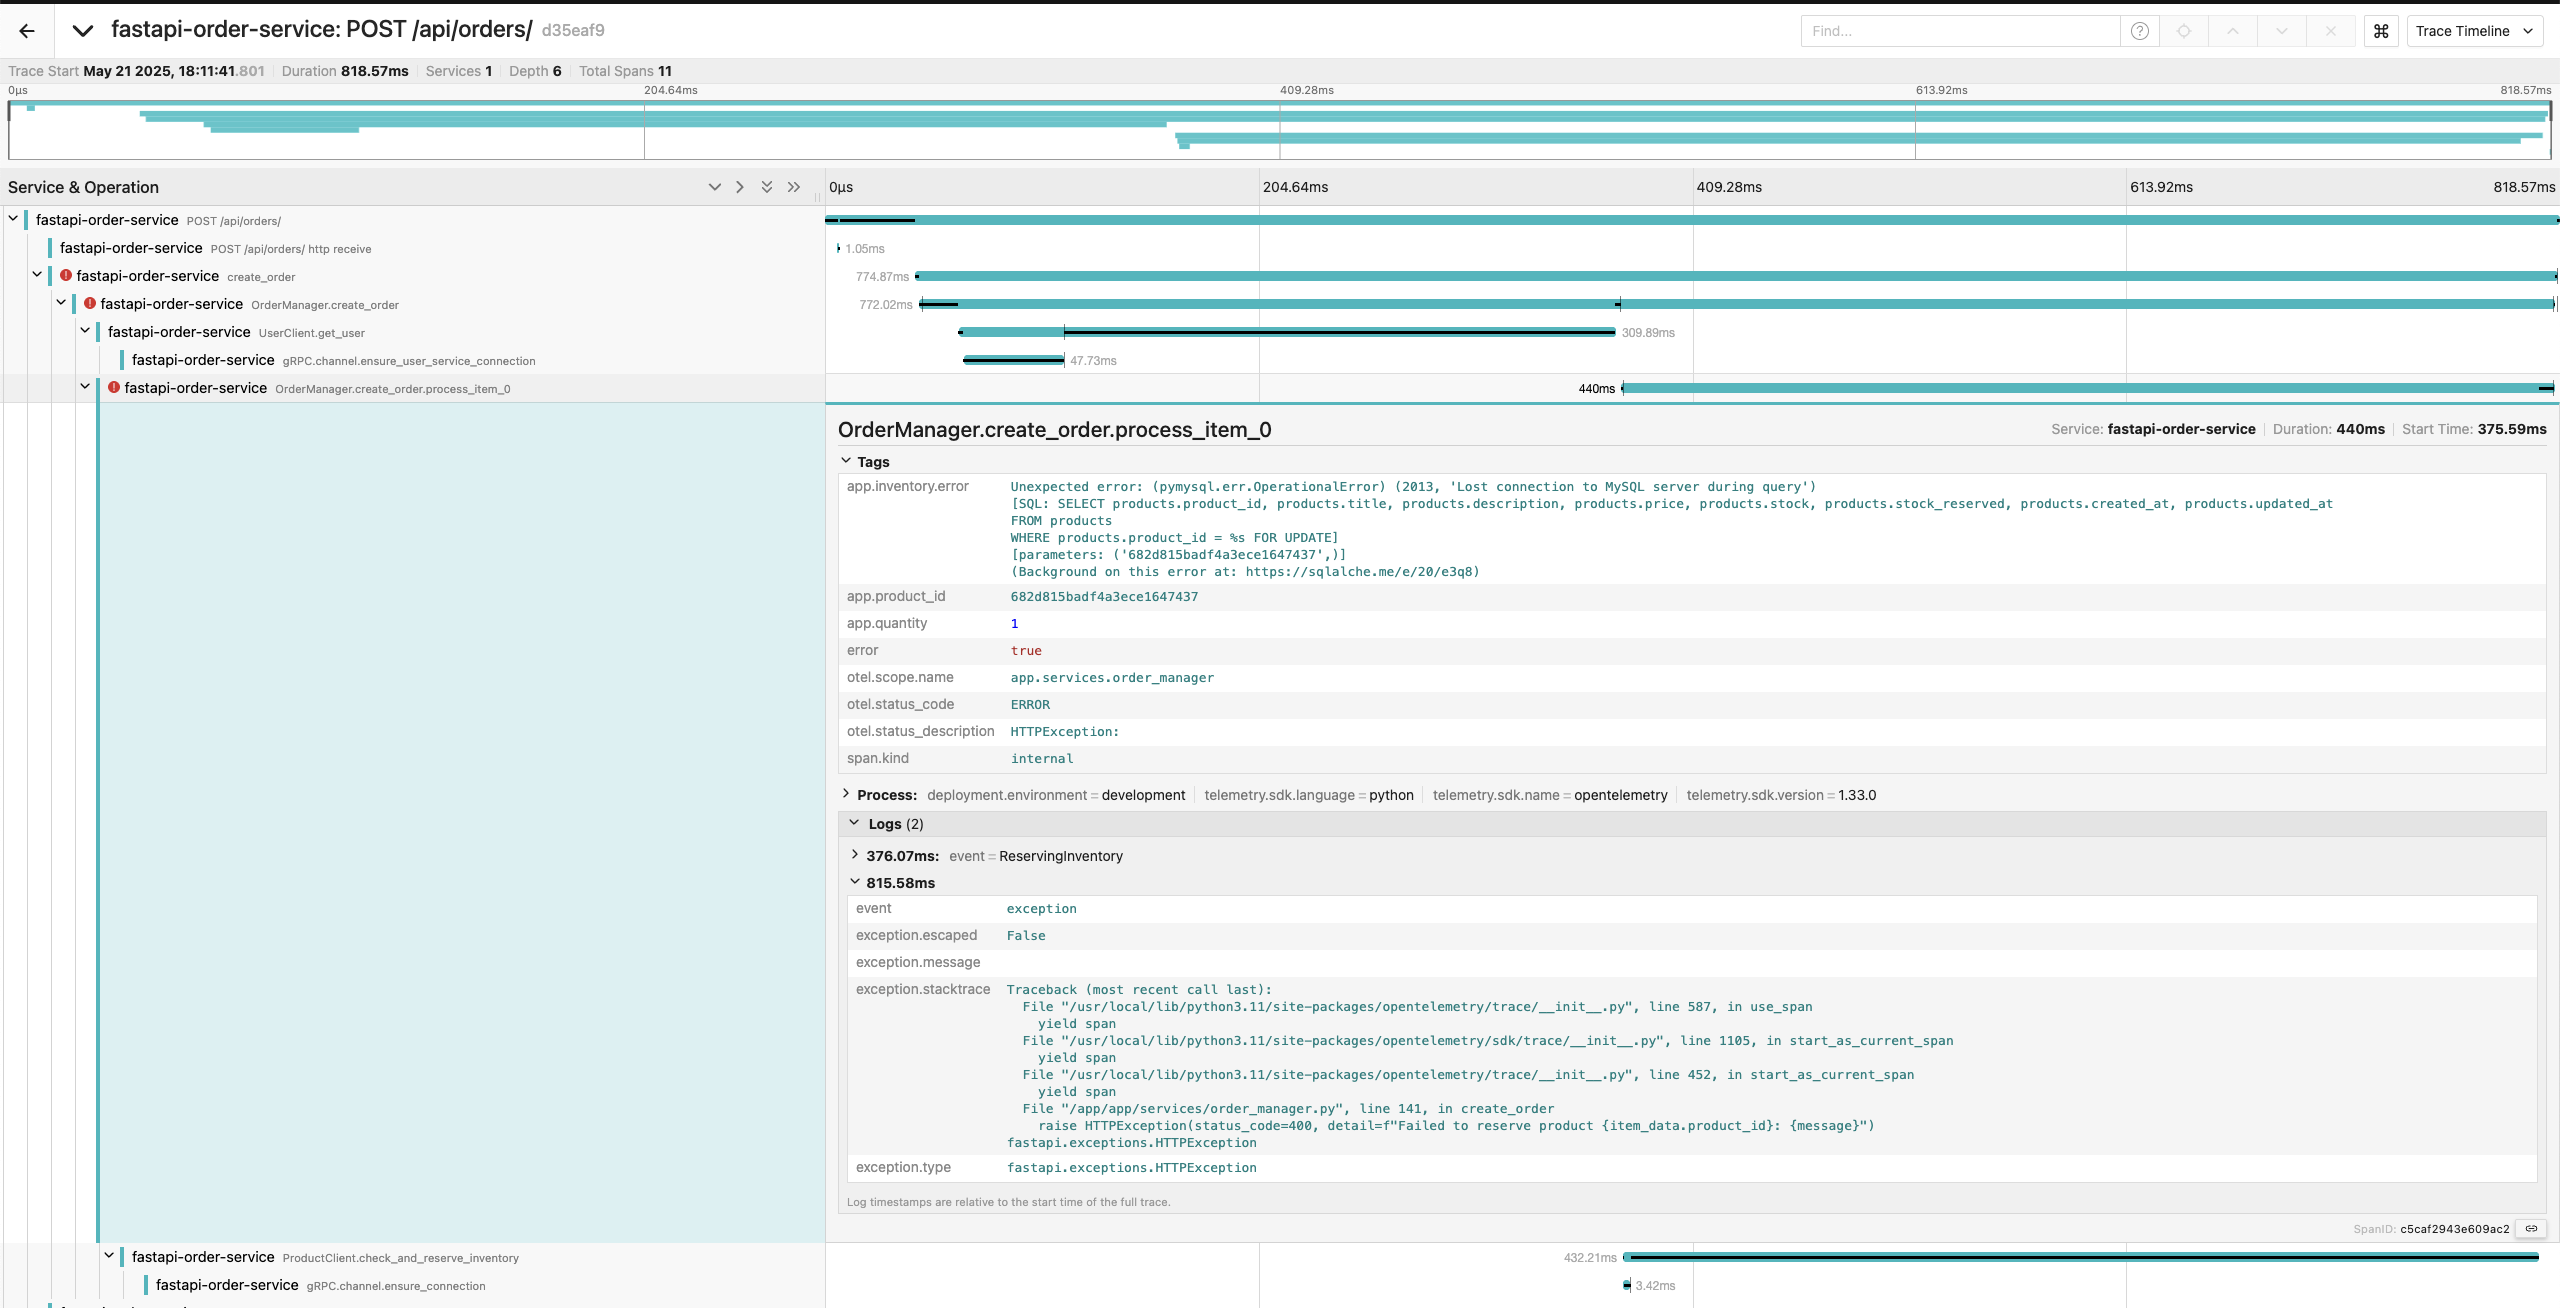 fastapi-order-service: POST /api/orders/ d35eaf9
Find...
Trace Timeline
Trace Start May 21 2025, 18:11:41.801 Duration 818.57ms Services 1 Depth 6 Total Spans 11
0μs 204.64ms 409.28ms 613.92ms 818.57ms
Service & Operation 0μs 204.64ms 409.28ms 613.92ms 818.57ms
fastapi-order-service POST /api/orders/
fastapi-order-service POST /api/orders/ http receive 1.05ms
fastapi-order-service create_order 774.87ms
fastapi-order-service OrderManager.create_order 772.02ms
fastapi-order-service UserClient.get_user 309.89ms
fastapi-order-service gRPC.channel.ensure_user_service_connection 47.73ms
fastapi-order-service OrderManager.create_order.process_item_0 440ms
OrderManager.create_order.process_item_0 Service: fastapi-order-service Duration: 440ms Start Time: 375.59ms
Tags
app.inventory.error Unexpected error: (pymysql.err.OperationalError) (2013, 'Lost connection to MySQL server during query')
[SQL: SELECT products.product_id, products.title, products.description, products.price, products.stock, products.stock_reserved, products.created_at, products.updated_at
FROM products
WHERE products.product_id = %s FOR UPDATE]
[parameters: ('682d815badf4a3ece1647437',)]
(Background on this error at: https://sqlalche.me/e/20/e3q8)
app.product_id 682d815badf4a3ece1647437
app.quantity 1
error true
otel.scope.name app.services.order_manager
otel.status_code ERROR
otel.status_description HTTPException:
span.kind internal
Process: deployment.environment = development telemetry.sdk.language = python telemetry.sdk.name = opentelemetry telemetry.sdk.version = 1.33.0
Logs (2)
376.07ms: event = ReservingInventory
815.58ms
event exception
exception.escaped False
exception.message
exception.stacktrace Traceback (most recent call last):
File "/usr/local/lib/python3.11/site-packages/opentelemetry/trace/__init__.py", line 587, in use_span
yield span
File "/usr/local/lib/python3.11/site-packages/opentelemetry/sdk/trace/__init__.py", line 1105, in start_as_current_span
yield span
File "/usr/local/lib/python3.11/site-packages/opentelemetry/trace/__init__.py", line 452, in start_as_current_span
yield span
File "/app/app/services/order_manager.py", line 141, in create_order
raise HTTPException(status_code=400, detail=f"Failed to reserve product {item_data.product_id}: {message}")
fastapi.exceptions.HTTPException
exception.type fastapi.exceptions.HTTPException
Log timestamps are relative to the start time of the full trace.
SpanID: c5caf2943e609ac2
fastapi-order-service ProductClient.check_and_reserve_inventory 432.21ms
fastapi-order-service gRPC.channel.ensure_connection 3.42ms